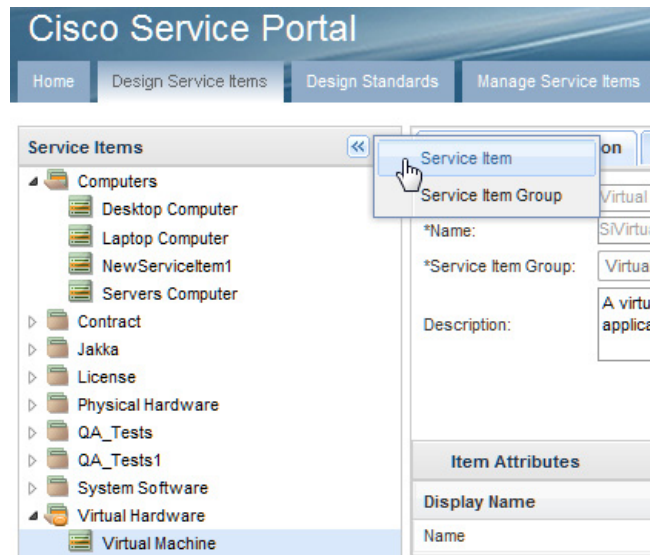 Cisco Service Portal
Home Design Service Items Design Standards Manage Service Items
Service Items
Computers
Desktop Computer
Laptop Computer
NewServiceItem1
Servers Computer
Contract
Jakka
License
Physical Hardware
QA_Tests
QA_Tests1
System Software
Virtual Hardware
Virtual Machine
Service Item
Service Item Group
on
Virtual
*Name: SiVirtu
*Service Item Group: Virtua
Description: A virtu
applica
Item Attributes
Display Name
Name